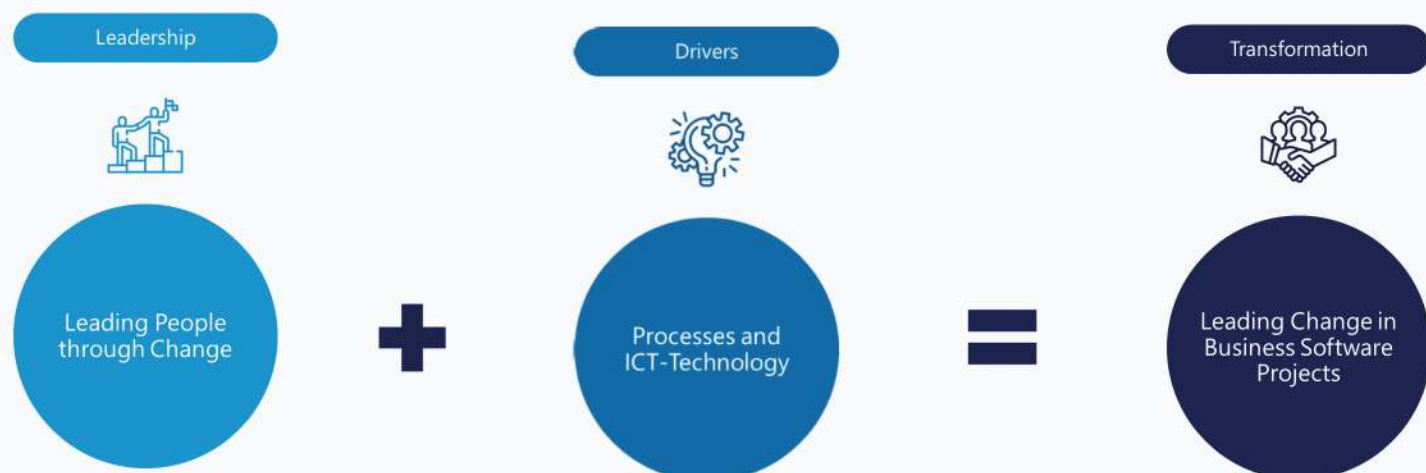 Leadership
Drivers
Transformation
Leading People
through Change
Processes and
ICT-Technology
Leading Change in
Business Software
Projects